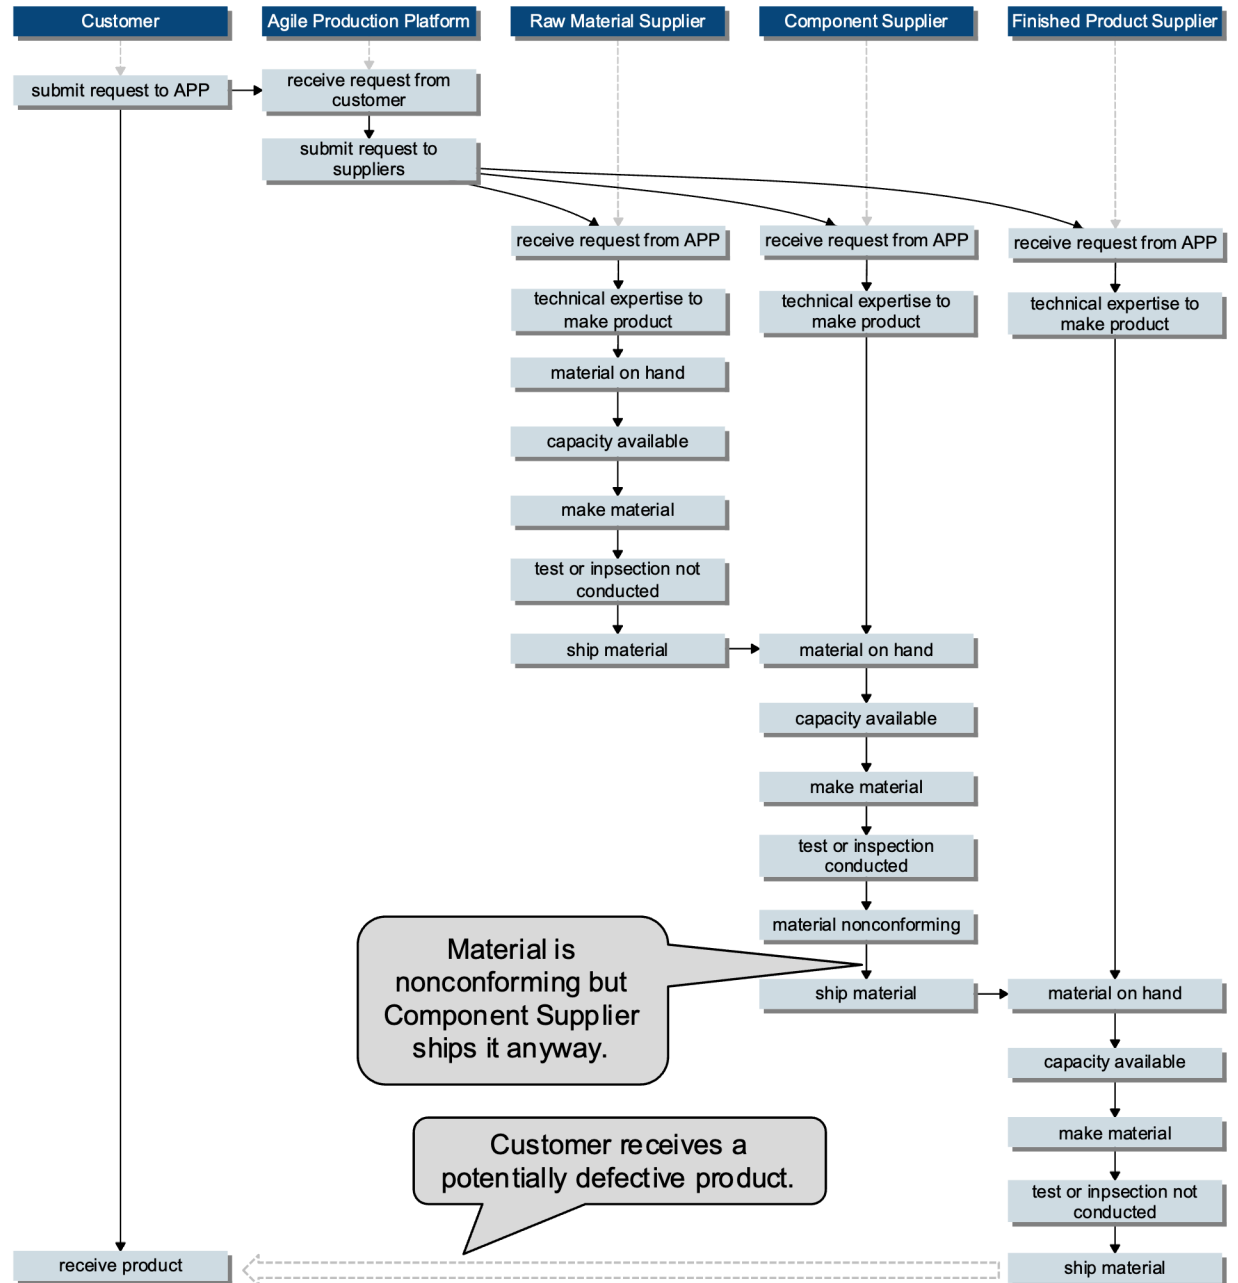 Customer
Agile Production Platform
Raw Material Supplier
Component Supplier
Finished Product Supplier
submit request to APP
receive request from
customer
submit request to
suppliers
receive request from APP
receive request from APP
receive request from APP
technical expertise to
make product
technical expertise to
make product
technical expertise to
make product
material on hand
capacity available
make material
test or inpsection not
conducted
ship material
material on hand
capacity available
make material
test or inspection
conducted
material nonconforming
Material is
nonconforming but
Component Supplier
ships it anyway.
ship material
material on hand
capacity available
make material
Customer receives a
potentially defective product.
test or inpsection not
conducted
receive product
ship material